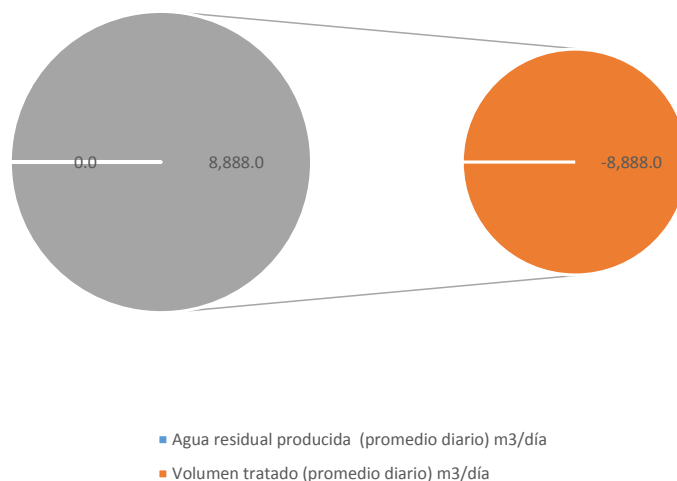 0.0
8,888.0
-8,888.0
Agua residual producida  (promedio diario) m3/día
Volumen tratado (promedio diario) m3/día